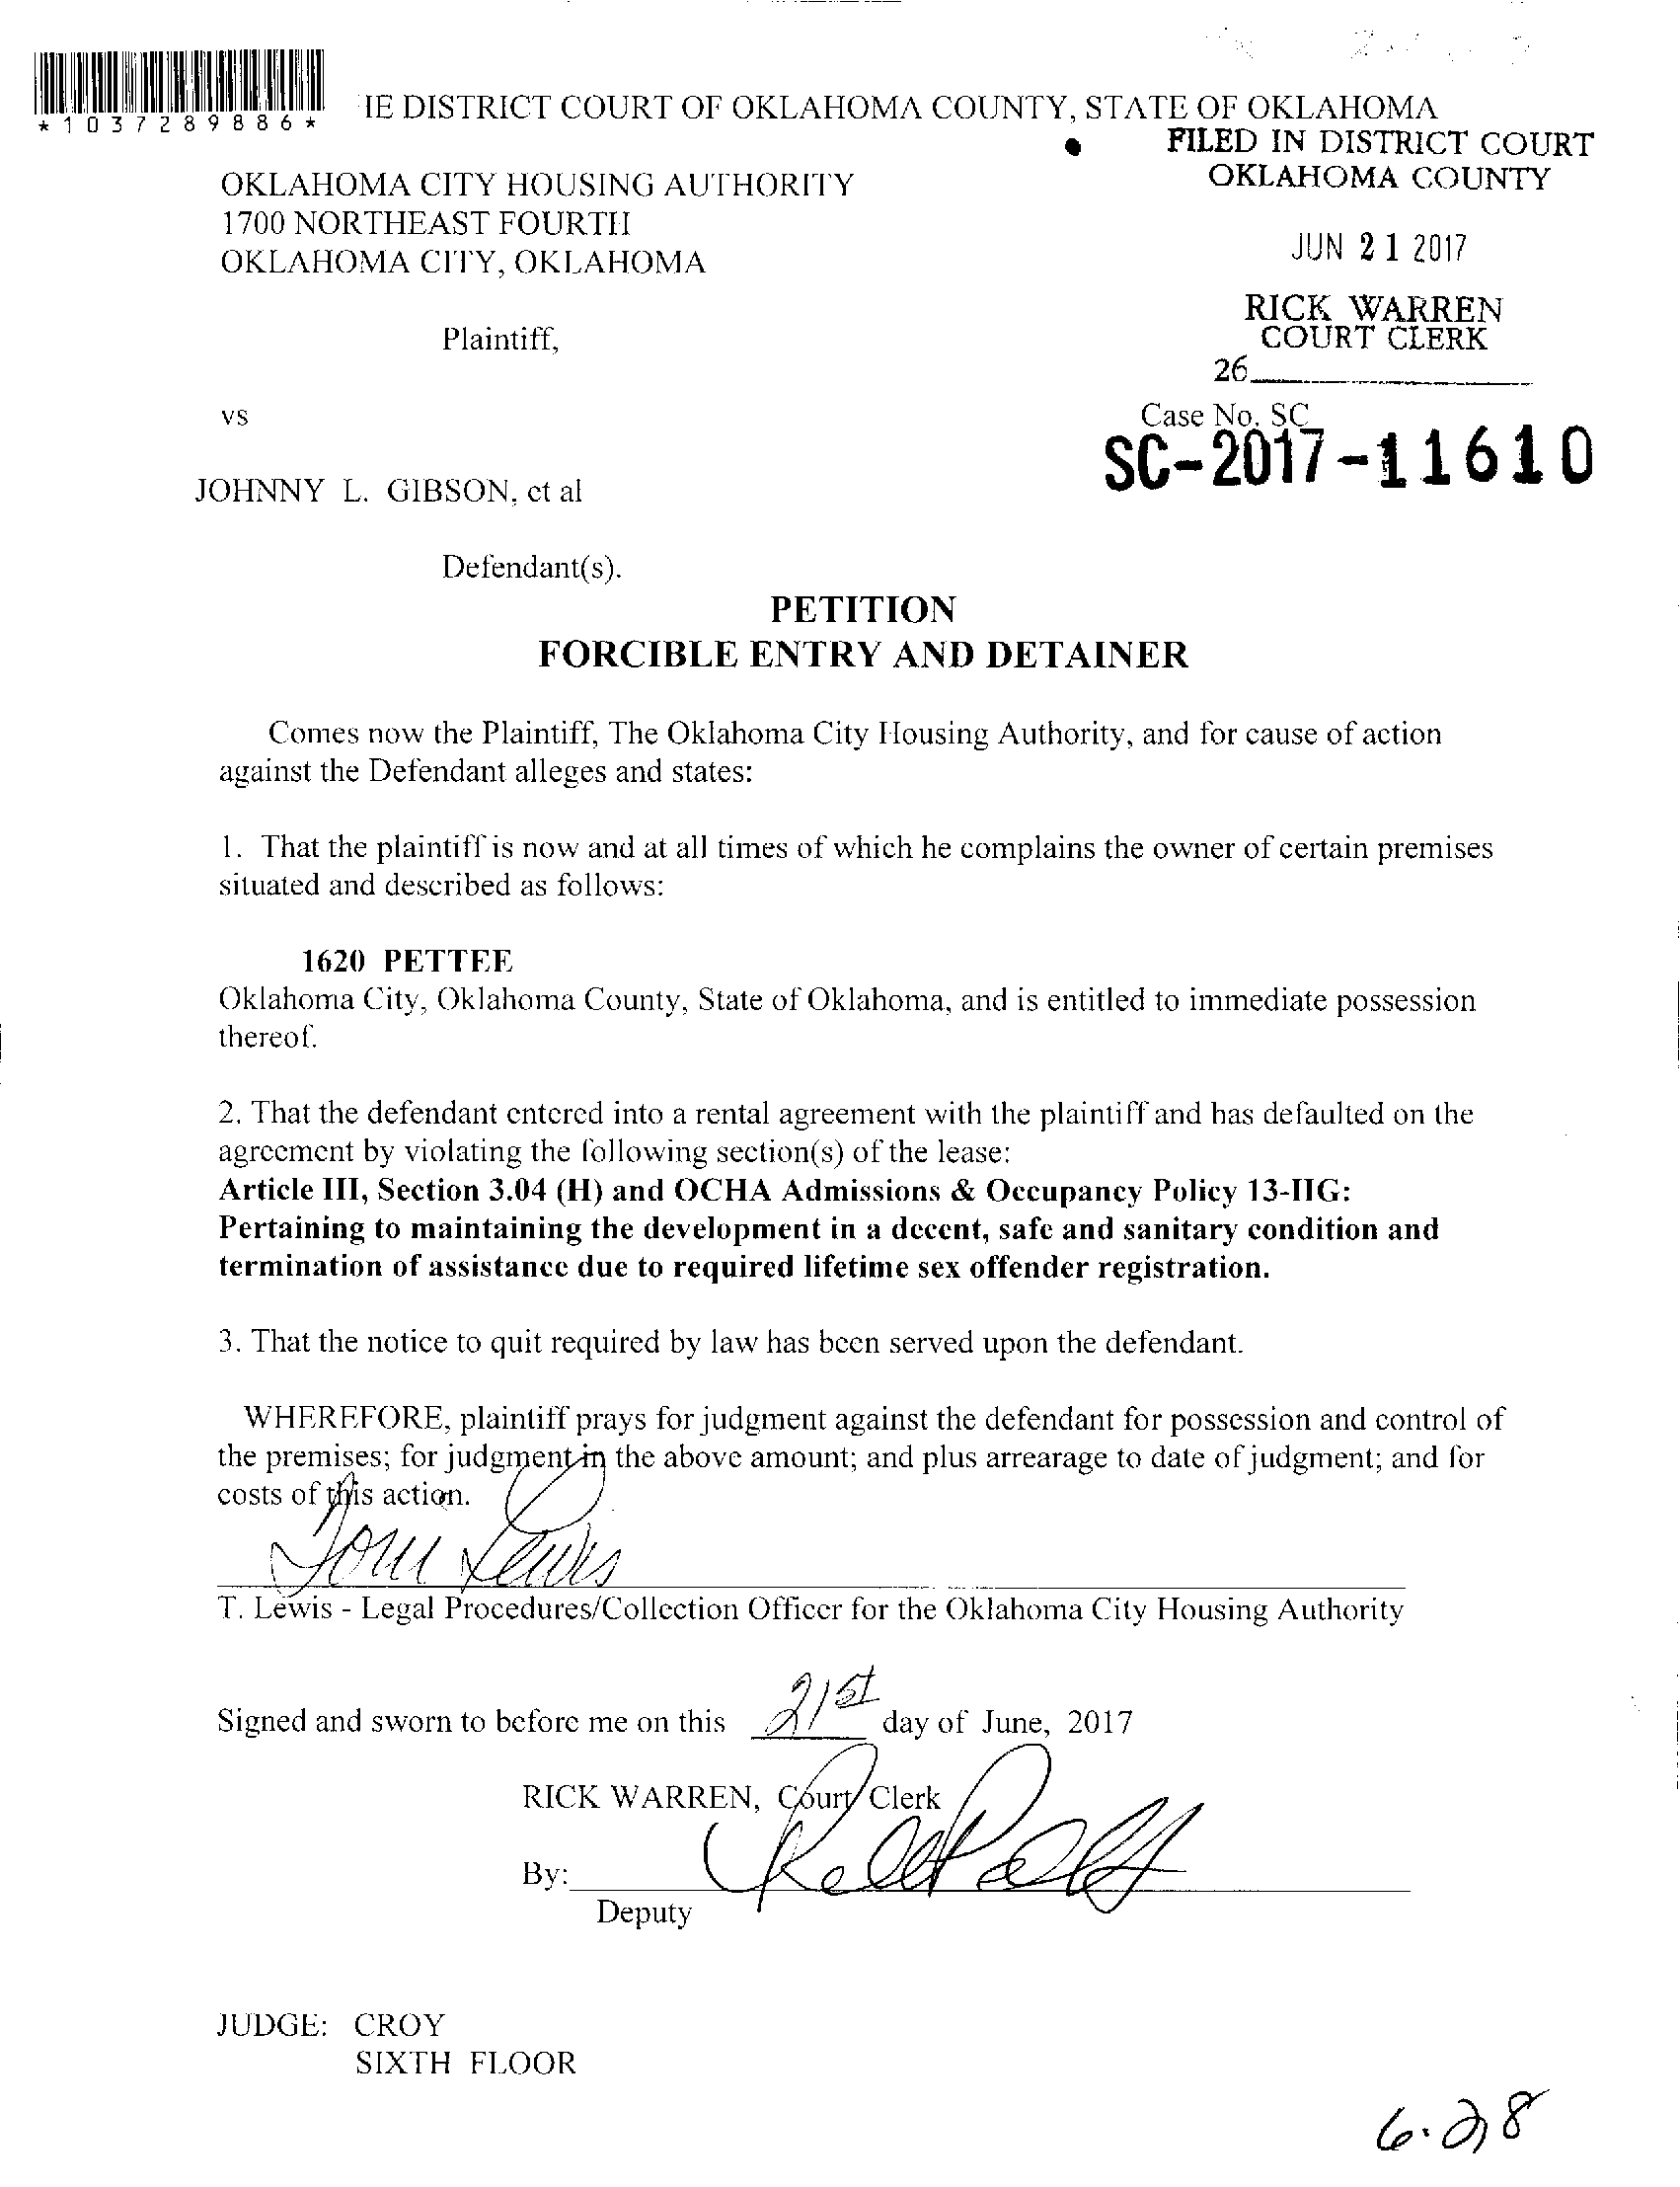 *1037289886*
IE DISTRICT COURT OF OKLAHOMA COUNTY, STATE OF OKLAHOMA
FILED IN DISTRICT COURT
OKLAHOMA COUNTY
OKLAHOMA CITY HOUSING AUTHORITY
1700 NORTHEAST FOURTH
OKLAHOMA CITY, OKLAHOMA
JUN 21 2017
RICK WARREN
COURT CLERK
Plaintiff,
26
vs
Case No. SC
SC-2017-11610
JOHNNY L. GIBSON, et al
Defendant(s).
PETITION
FORCIBLE ENTRY AND DETAINER
Comes now the Plaintiff, The Oklahoma City Housing Authority, and for cause of action
against the Defendant alleges and states:
1. That the plaintiff is now and at all times of which he complains the owner of certain premises
situated and described as follows:
1620 PETTEE
Oklahoma City, Oklahoma County, State of Oklahoma, and is entitled to immediate possession
thereof.
2. That the defendant entered into a rental agreement with the plaintiff and has defaulted on the
agreement by violating the following section(s) of the lease:
Article III, Section 3.04 (H) and OCHA Admissions & Occupancy Policy 13-IIG:
Pertaining to maintaining the development in a decent, safe and sanitary condition and
termination of assistance due to required lifetime sex offender registration.
3. That the notice to quit required by law has been served upon the defendant.
WHEREFORE, plaintiff prays for judgment against the defendant for possession and control of
the premises; for judgment in the above amount; and plus arrearage to date of judgment; and for
costs of this action.
Tom Lewis
T. Lewis - Legal Procedures/Collection Officer for the Oklahoma City Housing Authority
Signed and sworn to before me on this 21st day of June, 2017
RICK WARREN, Court Clerk
By:
Deputy
JUDGE: CROY
SIXTH FLOOR
6.28